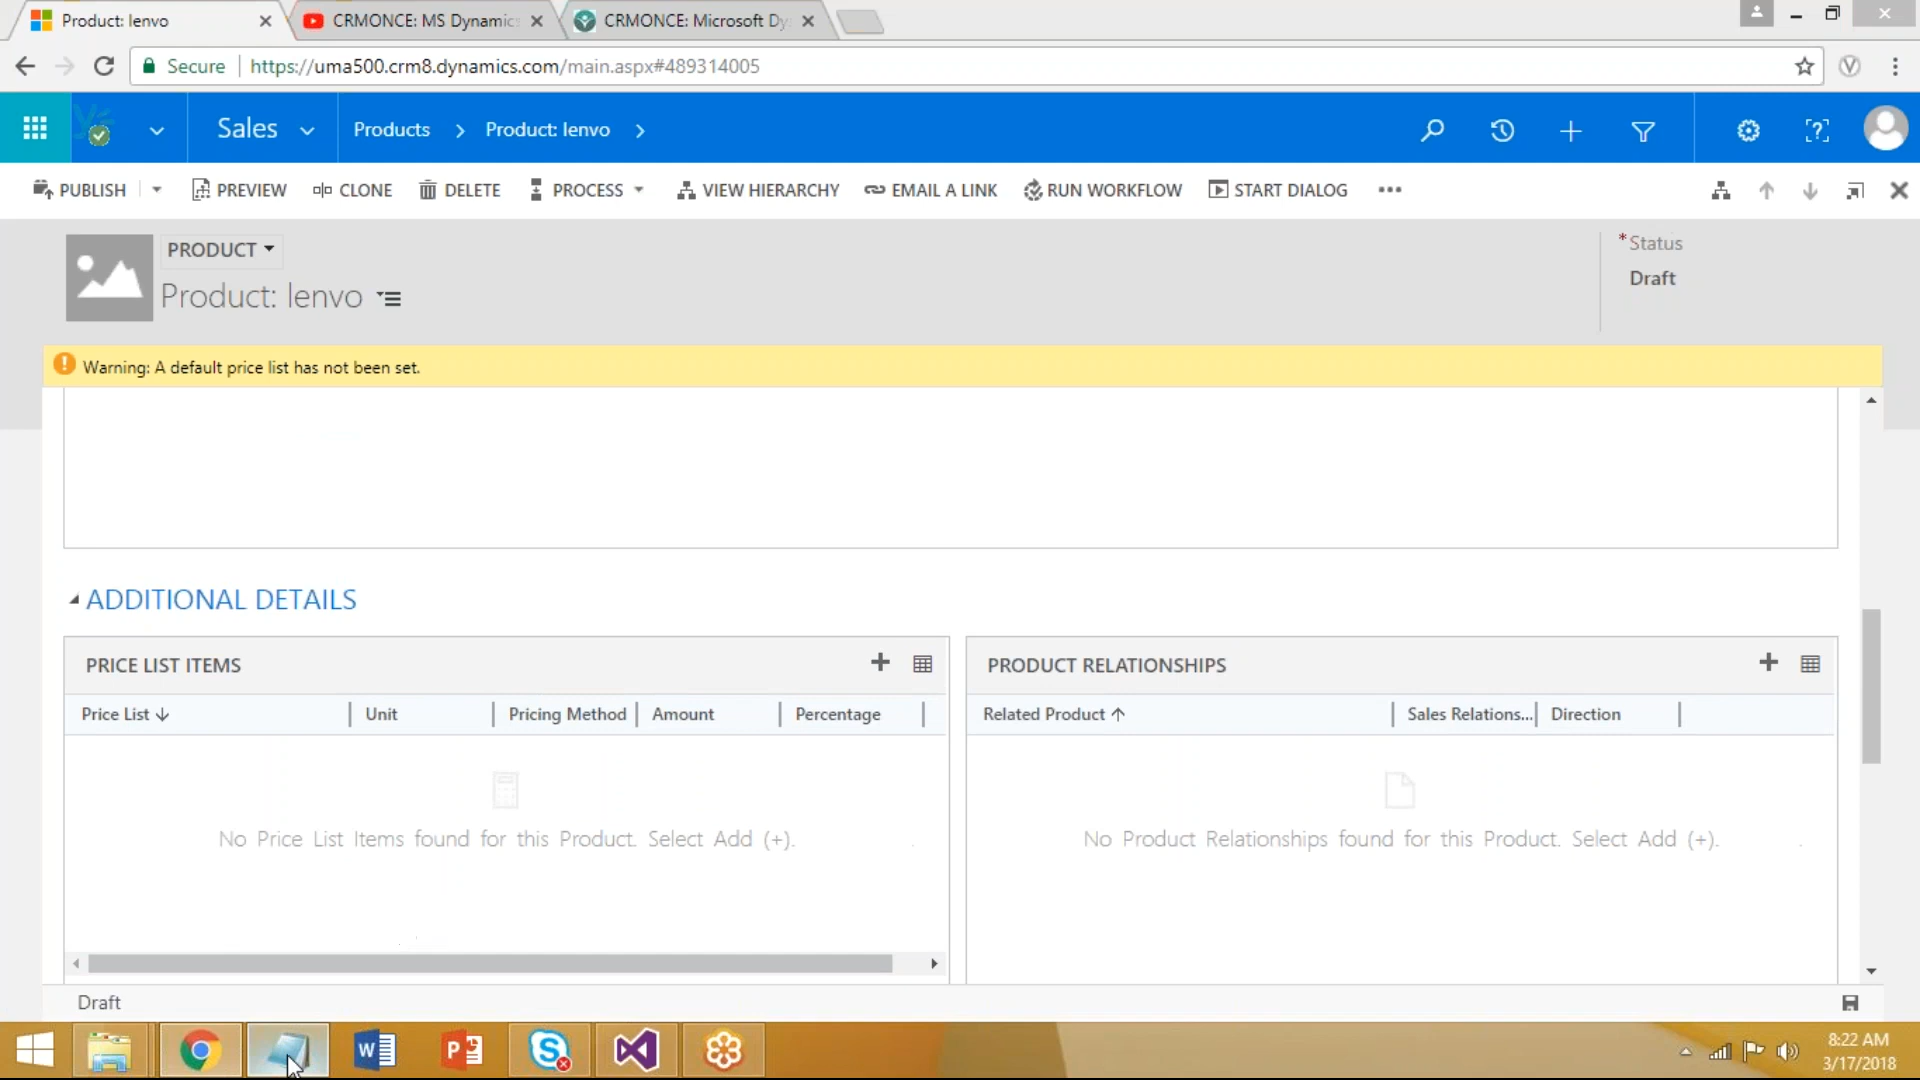 Product: lenvo
CRMONCE: MS Dynamics
CRMONCE: Microsoft Dy
Secure
https://uma500.crm8.dynamics.com/main.aspx#489314005
Sales
Products
Product: lenvo
PUBLISH
PREVIEW
CLONE
DELETE
PROCESS
VIEW HIERARCHY
EMAIL A LINK
RUN WORKFLOW
START DIALOG
PRODUCT
Product: lenvo
*Status
Draft
Warning: A default price list has not been set.
ADDITIONAL DETAILS
PRICE LIST ITEMS
Price List
Unit
Pricing Method
Amount
Percentage
No Price List Items found for this Product. Select Add (+).
PRODUCT RELATIONSHIPS
Related Product
Sales Relations...
Direction
No Product Relationships found for this Product. Select Add (+).
Draft
8:22 AM
3/17/2018